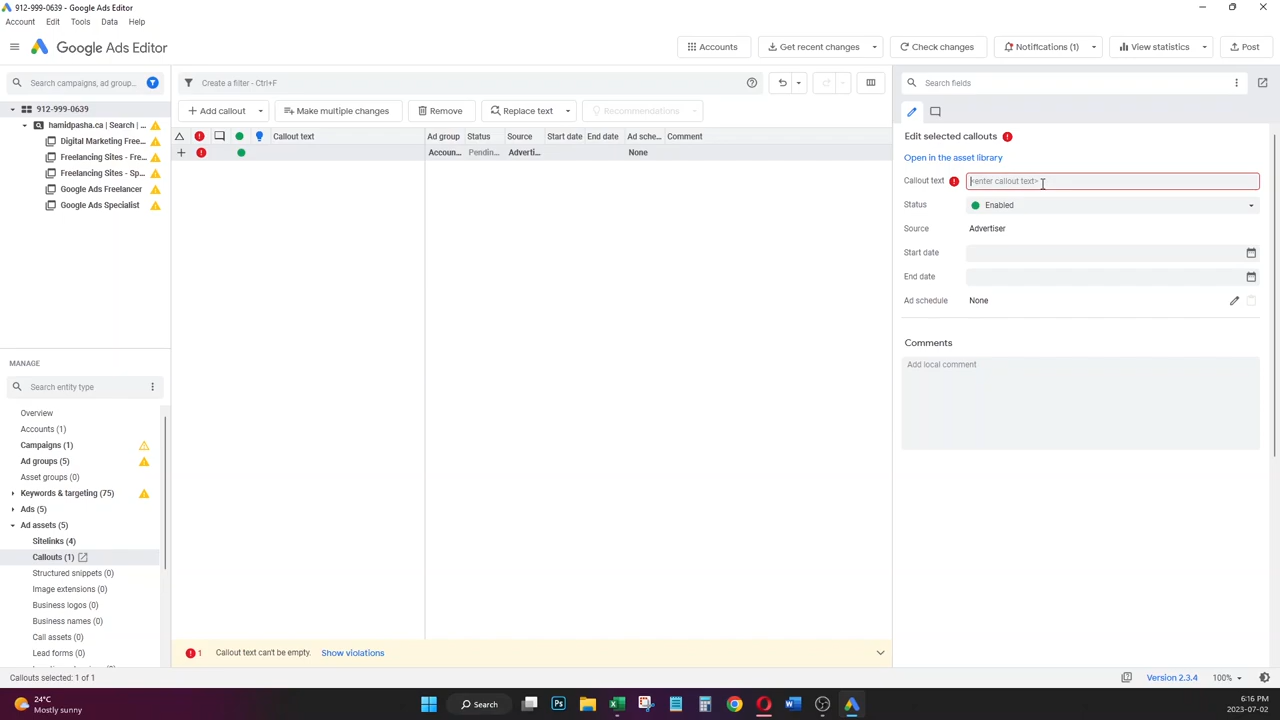 912-999-0639 - Google Ads Editor
Account Edit Tools Data Help
Google Ads Editor
Accounts
Get recent changes
Check changes
Notifications (1)
View statistics
Post
Search campaigns, ad group...
Create a filter - Ctrl+F
Search fields
912-999-0639
hamidpasha.ca | Search | ...
Digital Marketing Free...
Freelancing Sites - Fre...
Freelancing Sites - Sp...
Google Ads Freelancer
Google Ads Specialist
Add callout
Make multiple changes
Remove
Replace text
Recommendations
Callout text Ad group Status Source Start date End date Ad sche... Comment
Accoun... Pendin... Adverti... None
Edit selected callouts
Open in the asset library
Callout text <enter callout text>
Status Enabled
Source Advertiser
Start date
End date
Ad schedule None
Comments
Add local comment
MANAGE
Search entity type
Overview
Accounts (1)
Campaigns (1)
Ad groups (5)
Asset groups (0)
Keywords & targeting (75)
Ads (5)
Ad assets (5)
Sitelinks (4)
Callouts (1)
Structured snippets (0)
Image extensions (0)
Business logos (0)
Business names (0)
Call assets (0)
Lead forms (0)
1 Callout text can't be empty. Show violations
Callouts selected: 1 of 1
Version 2.3.4 100%
24°C
Mostly sunny
Search
6:16 PM
2023-07-02